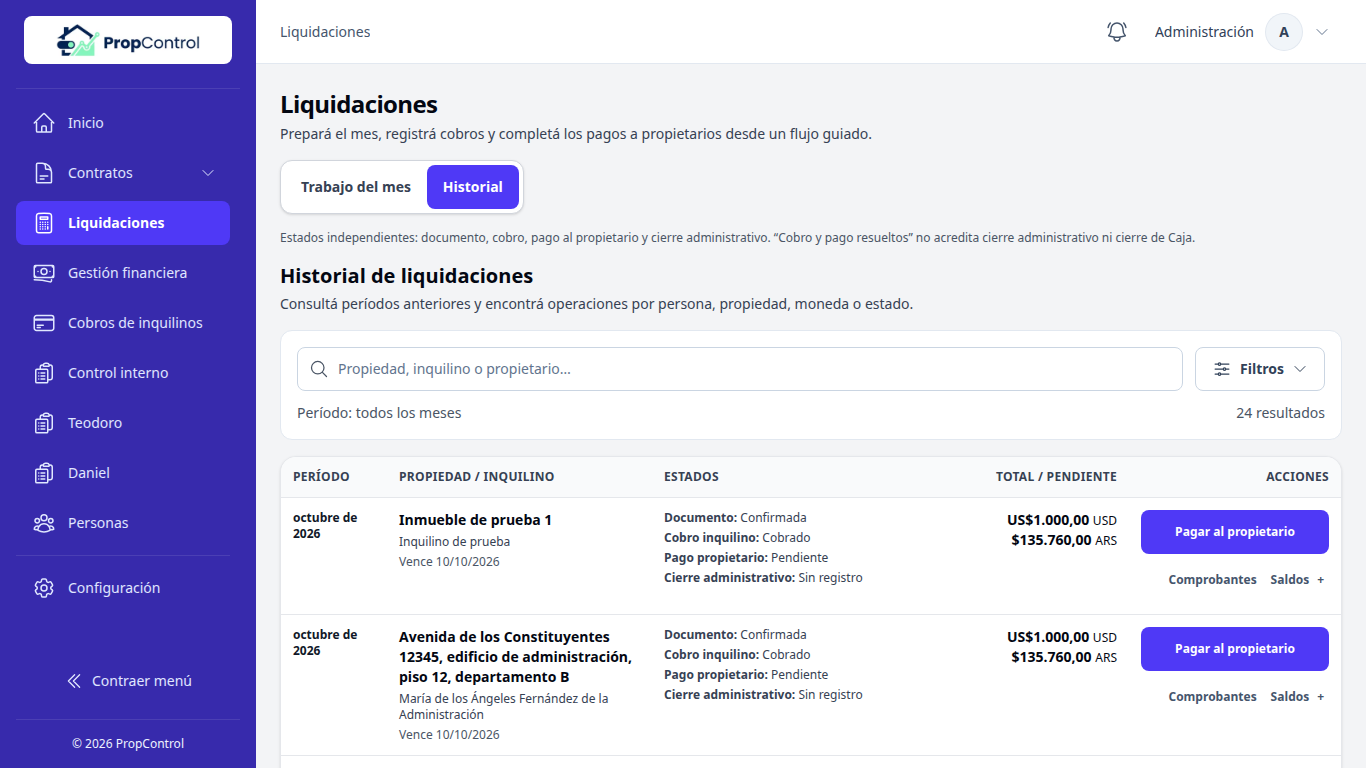 PropControl
Inicio
Contratos
Liquidaciones
Gestión financiera
Cobros de inquilinos
Control interno
Teodoro
Daniel
Personas
Configuración
Contraer menú
© 2026 PropControl
Liquidaciones
Administración A
Liquidaciones
Prepará el mes, registrá cobros y completá los pagos a propietarios desde un flujo guiado.
Trabajo del mes Historial
Estados independientes: documento, cobro, pago al propietario y cierre administrativo. “Cobro y pago resueltos” no acredita cierre administrativo ni cierre de Caja.
Historial de liquidaciones
Consultá períodos anteriores y encontrá operaciones por persona, propiedad, moneda o estado.
Propiedad, inquilino o propietario...
Filtros
Período: todos los meses
24 resultados
PERÍODO PROPIEDAD / INQUILINO ESTADOS TOTAL / PENDIENTE ACCIONES
octubre de
2026
Inmueble de prueba 1
Inquilino de prueba
Vence 10/10/2026
Documento: Confirmada
Cobro inquilino: Cobrado
Pago propietario: Pendiente
Cierre administrativo: Sin registro
US$1.000,00 USD
$135.760,00 ARS
Pagar al propietario
Comprobantes Saldos +
octubre de
2026
Avenida de los Constituyentes
12345, edificio de administración,
piso 12, departamento B
María de los Ángeles Fernández de la
Administración
Vence 10/10/2026
Documento: Confirmada
Cobro inquilino: Cobrado
Pago propietario: Pendiente
Cierre administrativo: Sin registro
US$1.000,00 USD
$135.760,00 ARS
Pagar al propietario
Comprobantes Saldos +